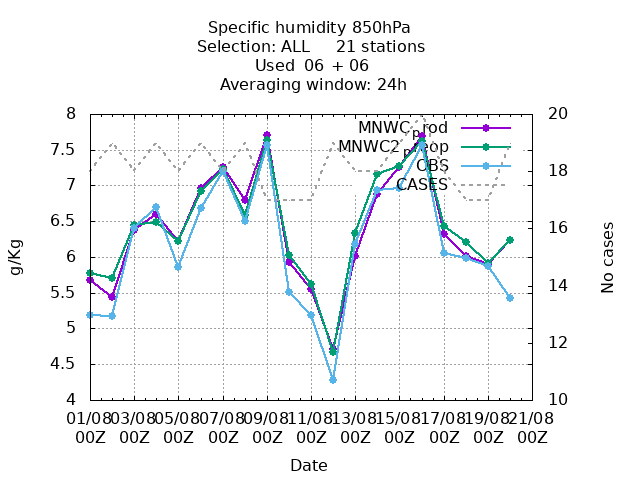 Specific humidity 850hPa
Selection: ALL 21 stations
Used 06 + 06
Averaging window: 24h
MNWCprod
MNWC2pPop
OBS
CASES
8
7.5
7
6.5
6
5.5
5
4.5
4
20
18
16
14
12
10
g/Kg
No cases
01/08 03/08 05/08 07/08 09/08 11/08 13/08 15/08 17/08 19/08 21/08
00Z 00Z 00Z 00Z 00Z 00Z 00Z 00Z 00Z 00Z 00Z
Date